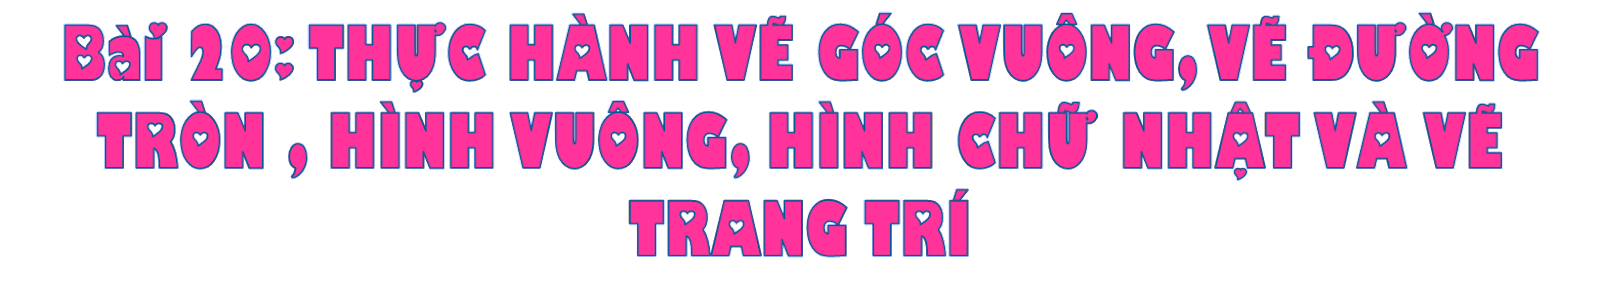 Bài 20: THỰC HÀNH VẼ GÓC VUÔNG, VẼ ĐƯỜNG
TRÒN , HÌNH VUÔNG, HÌNH CHỮ NHẬT VÀ VẼ
TRANG TRÍ